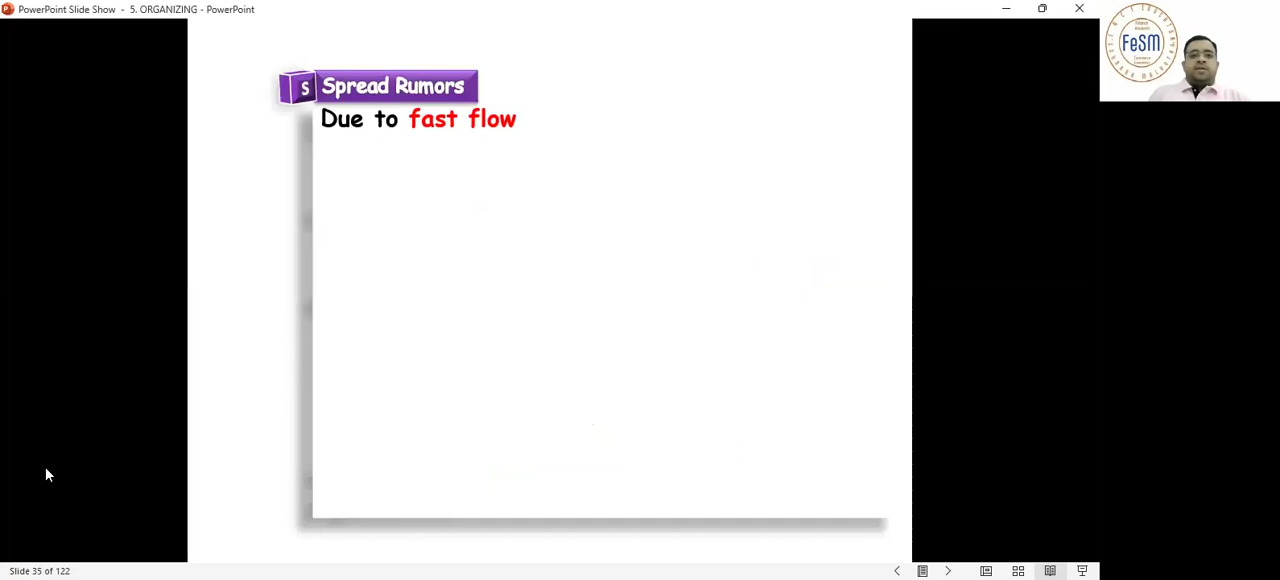 PowerPoint Slide Show - 5. ORGANIZING - PowerPoint
FeSM
S Spread Rumors
Due to fast flow
Slide 35 of 122